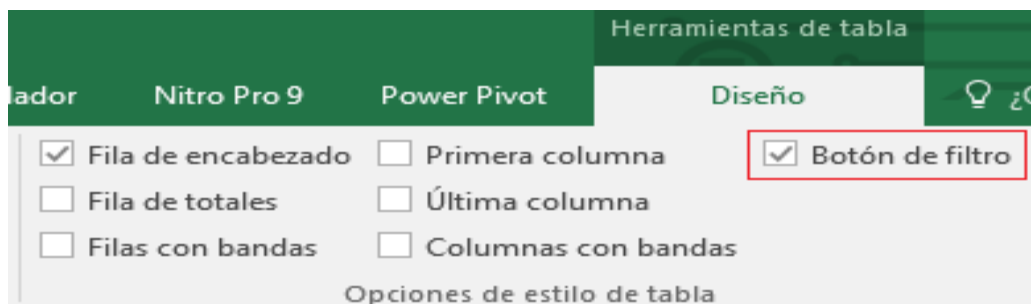 Herramientas de tabla
lador Nitro Pro 9 Power Pivot Diseño ¿
Fila de encabezado Primera columna Botón de filtro
Fila de totales Última columna
Filas con bandas Columnas con bandas
Opciones de estilo de tabla